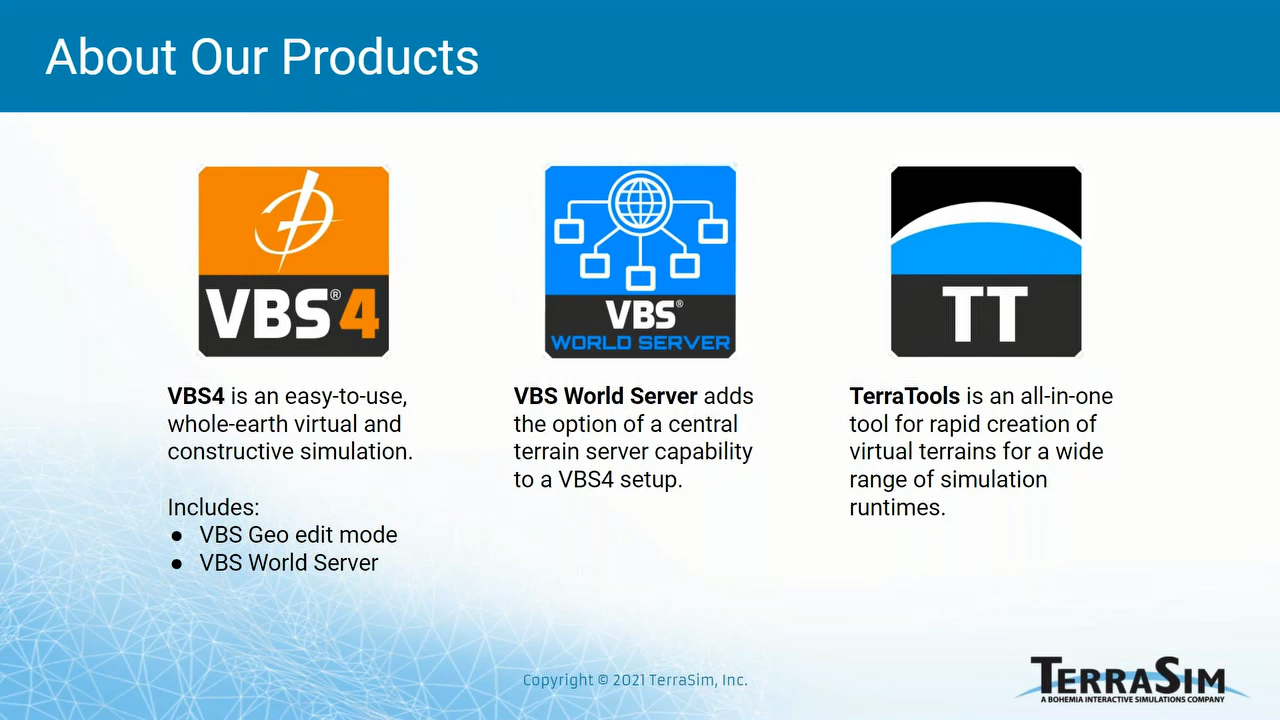 About Our Products
VBS®4
VBS®
WORLD SERVER
TT
VBS4 is an easy-to-use,
whole-earth virtual and
constructive simulation.
Includes:
● VBS Geo edit mode
● VBS World Server
VBS World Server adds
the option of a central
terrain server capability
to a VBS4 setup.
TerraTools is an all-in-one
tool for rapid creation of
virtual terrains for a wide
range of simulation
runtimes.
Copyright © 2021 TerraSim, Inc.
TERRASIM
A BOHEMIA INTERACTIVE SIMULATIONS COMPANY